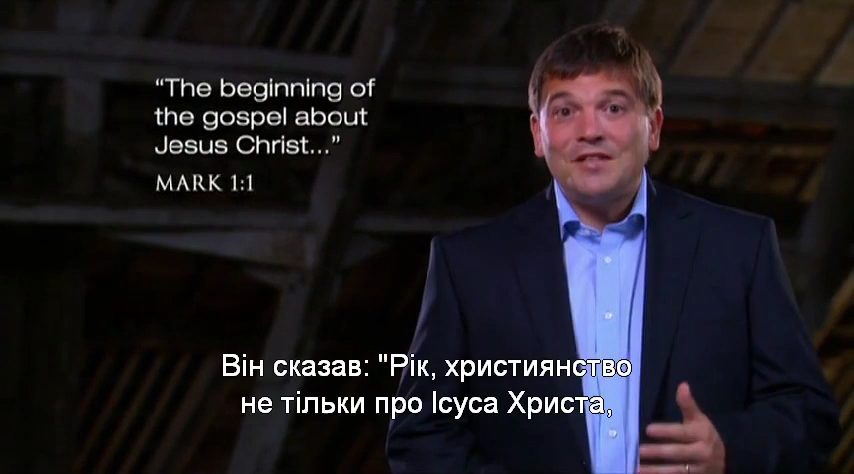 “The beginning of
the gospel about
Jesus Christ...”
MARK 1:1
Він сказав: "Рік, християнство
не тільки про Ісуса Христа,